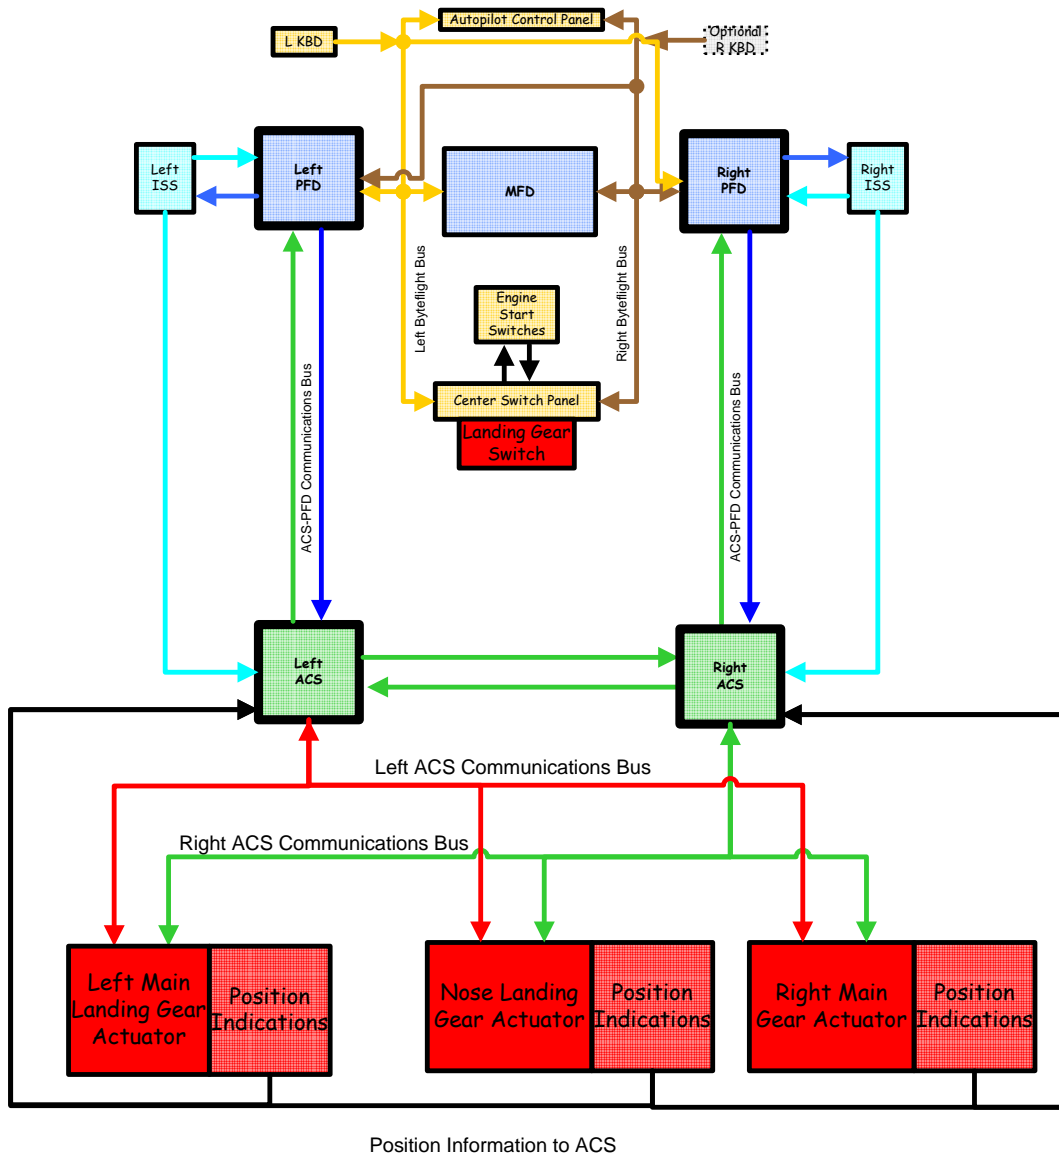 Autopilot Control Panel
L KBD
Optional
R KBD
Left
ISS
Left
PFD
MFD
Right
PFD
Right
ISS
Left Byteflight Bus
Right Byteflight Bus
Engine
Start
Switches
Center Switch Panel
Landing Gear
Switch
ACS-PFD Communications Bus
ACS-PFD Communications Bus
Left
ACS
Right
ACS
Left ACS Communications Bus
Right ACS Communications Bus
Left Main
Landing Gear
Actuator
Position
Indications
Nose Landing
Gear Actuator
Position
Indications
Right Main
Gear Actuator
Position
Indications
Position Information to ACS